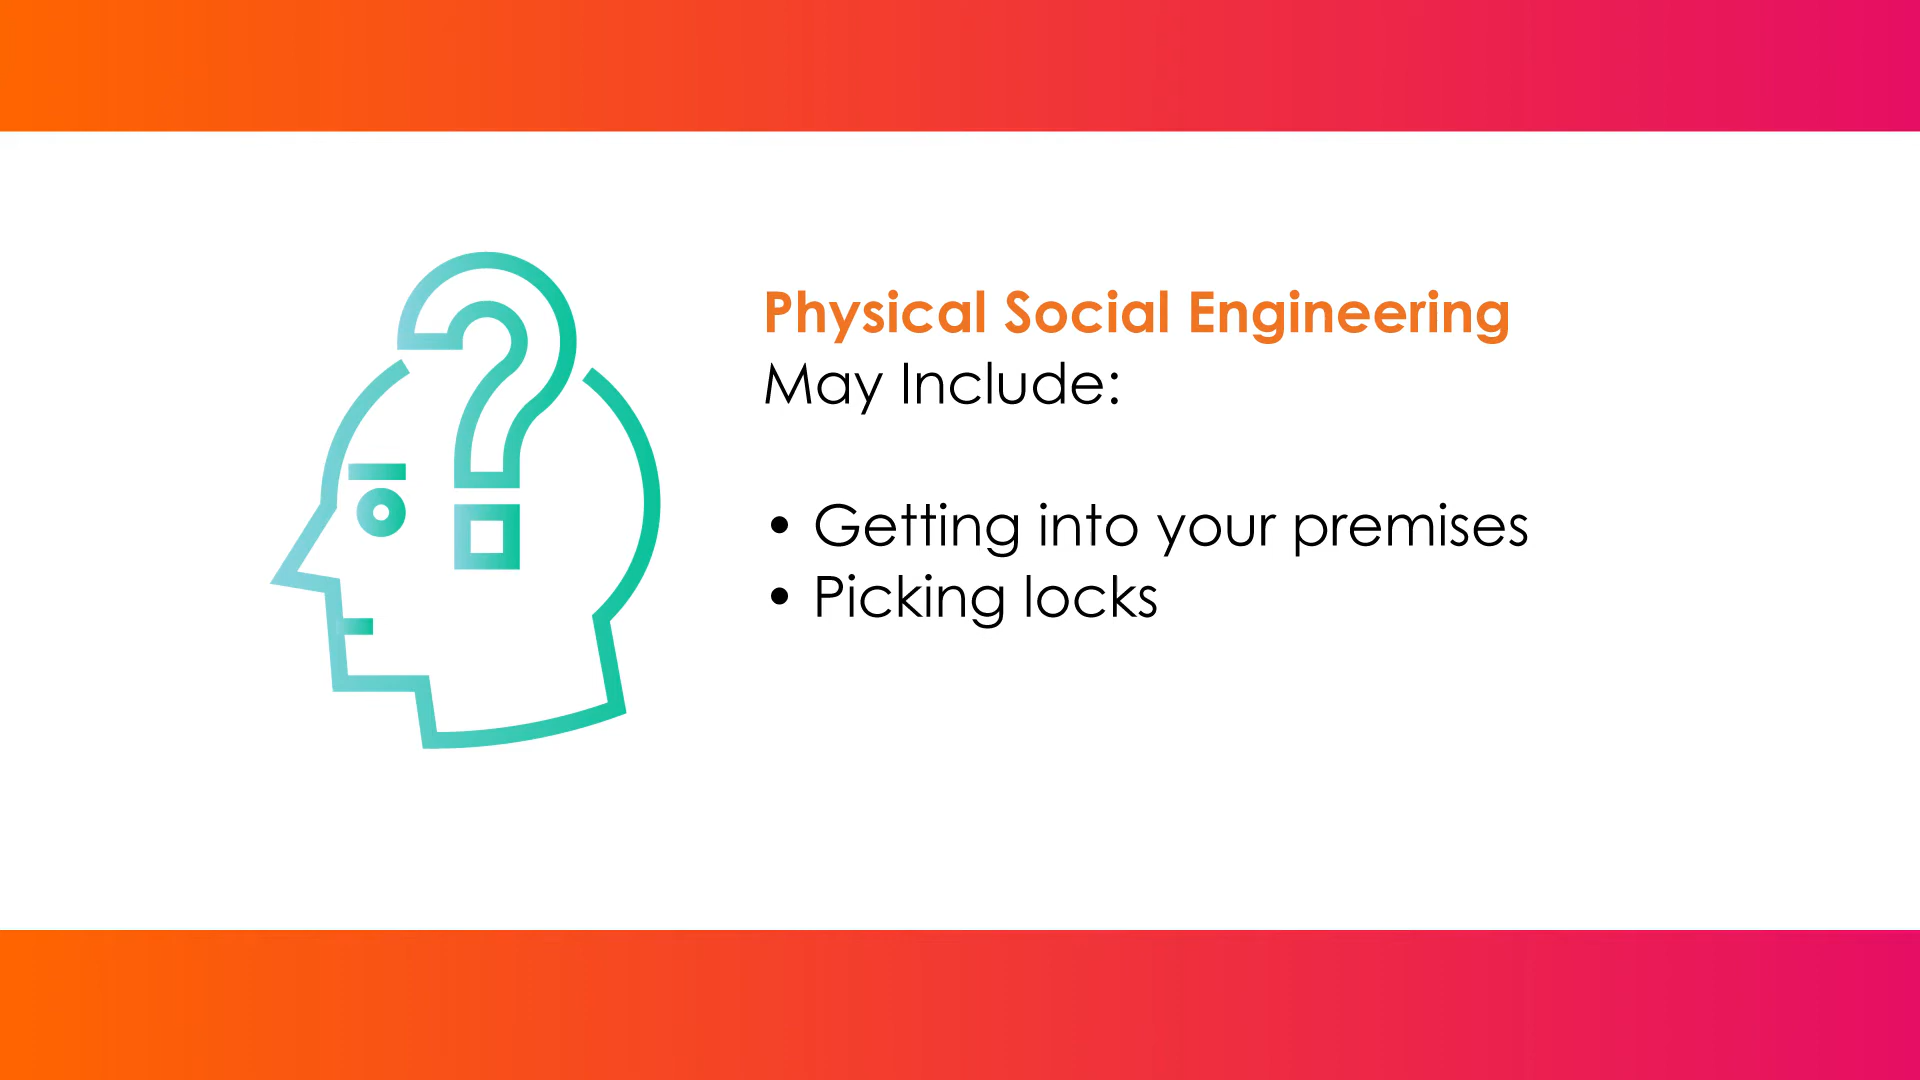 Physical Social Engineering
May Include:
• Getting into your premises
• Picking locks